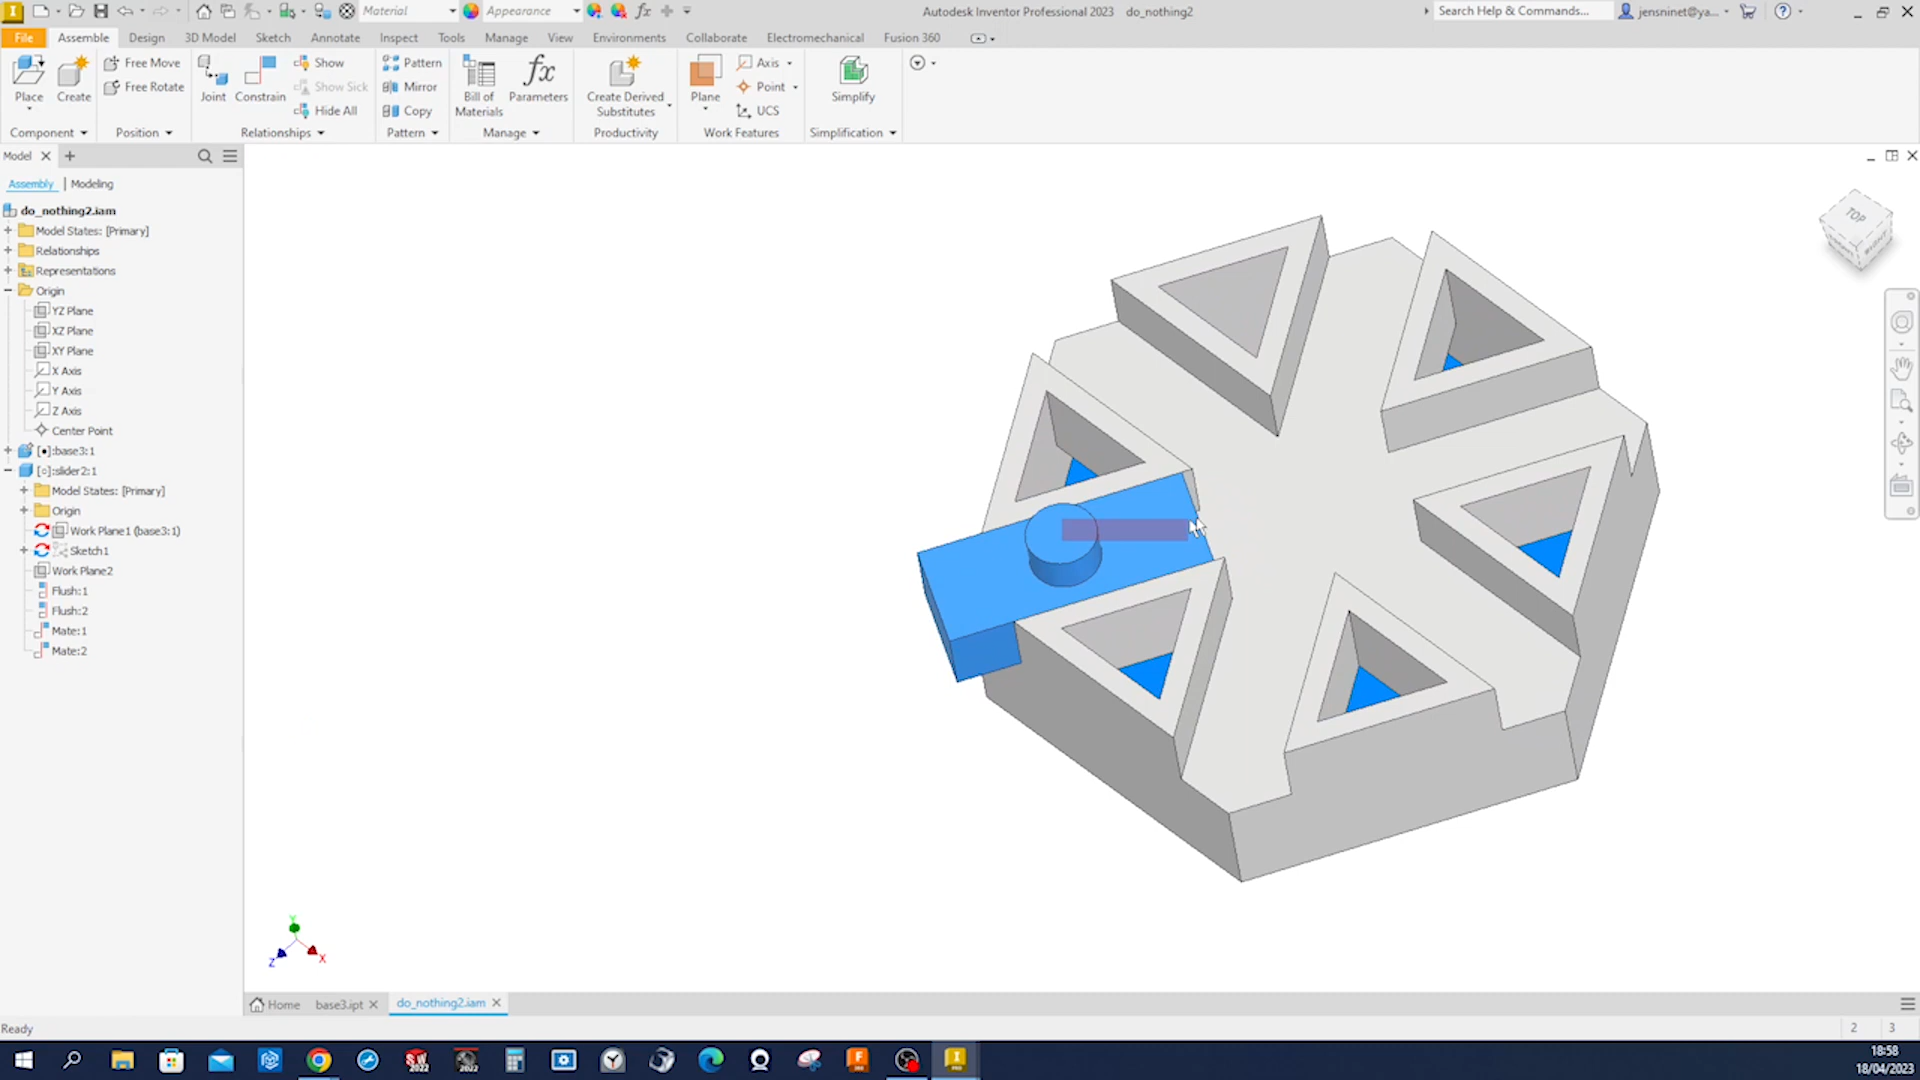 Material
Appearance
fx
Autodesk Inventor Professional 2023 do_nothing2
Search Help & Commands...
jensninet@ya...
File Assemble Design 3D Model Sketch Annotate Inspect Tools Manage View Environments Collaborate Electromechanical Fusion 360
Place
Create
Free Move
Free Rotate
Joint
Constrain
Show
Show Sick
Hide All
Pattern
Mirror
Copy
Bill of
Materials
fx
Parameters
Create Derived
Substitutes
Plane
Axis
Point
UCS
Simplify
Component Position Relationships Pattern Manage Productivity Work Features Simplification
Model
Assembly | Modeling
do_nothing2.iam
Model States: [Primary]
Relationships
Representations
Origin
YZ Plane
XZ Plane
XY Plane
X Axis
Y Axis
Z Axis
Center Point
[●]:base3:1
[○]:slider2:1
Model States: [Primary]
Origin
Work Plane1 (base3:1)
Sketch1
Work Plane2
Flush:1
Flush:2
Mate:1
Mate:2
TOP
Y
Z
X
Home base3.ipt do_nothing2.iam
Ready
2 3
18:58
18/04/2023